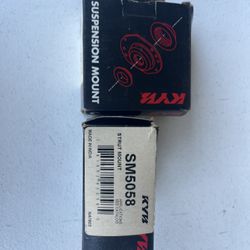 SUSPENSION MOUNT
KYB
KYB
SM5058
STRUT MOUNT
MADE IN INDIA